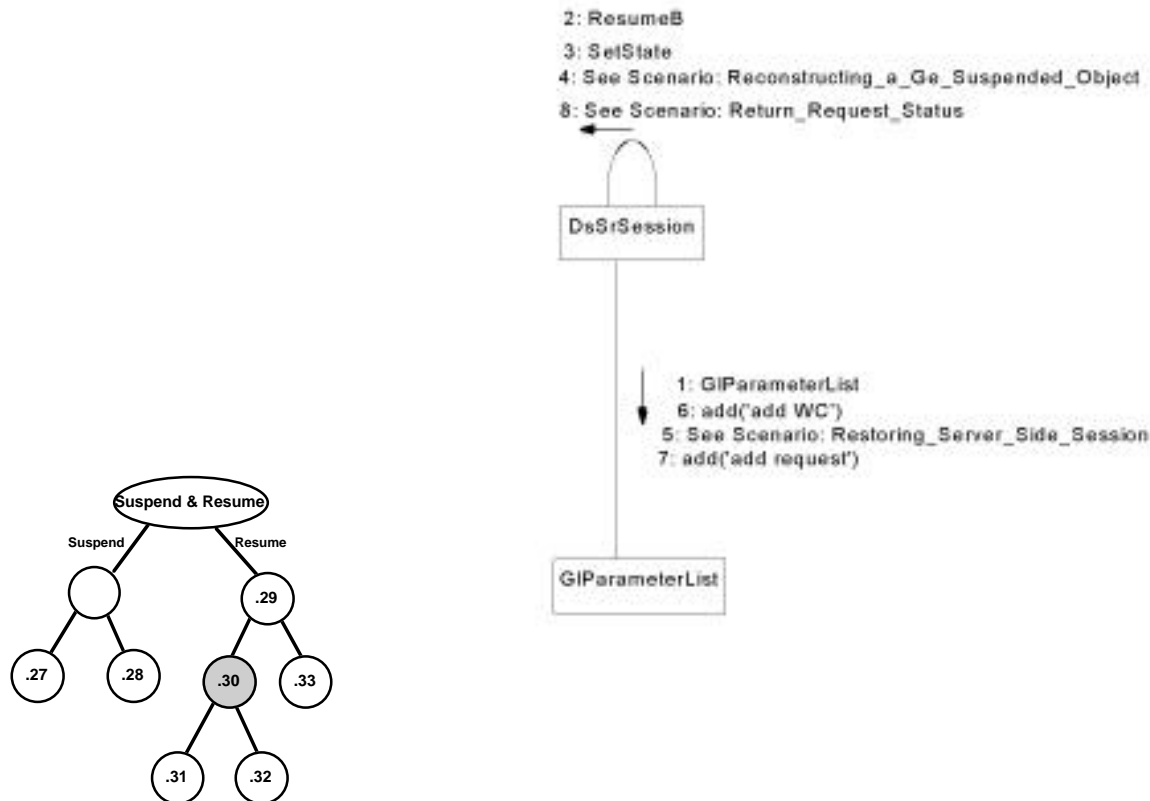 2: ResumeB
3: SetState
4: See Scenario: Reconstructing_a_Ge_Suspended_Object
8: See Scenario: Return_Request_Status
DsSrSession
1: GlParameterList
6: add('add WC')
5: See Scenario: Restoring_Server_Side_Session
7: add('add request')
GlParameterList
Suspend & Resume
Suspend
Resume
.29
.27
.28
.30
.33
.31
.32